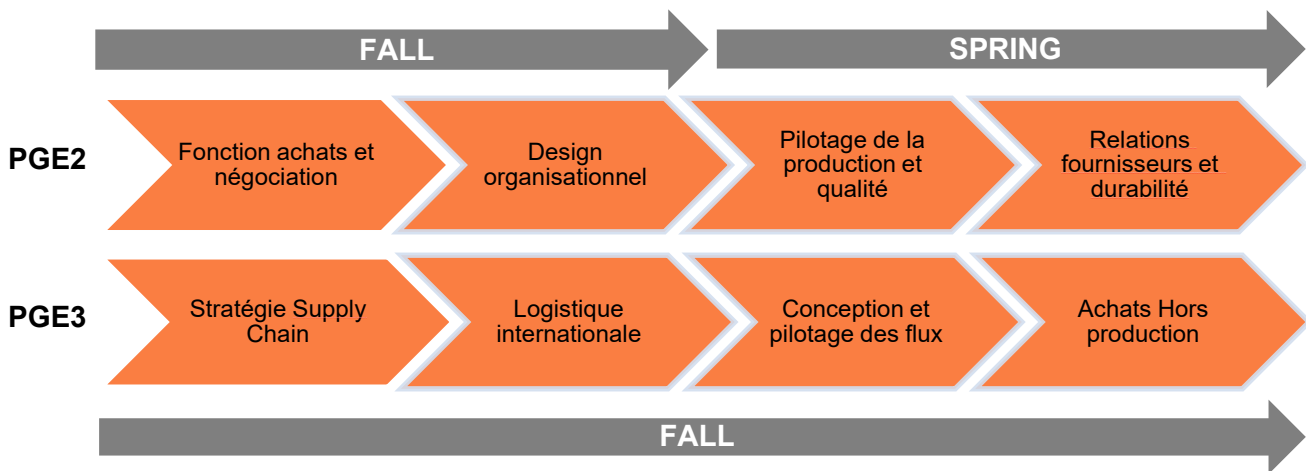 FALL
SPRING
PGE2
Fonction achats et
négociation
Design
organisationnel
Pilotage de la
production et
qualité
Relations
fournisseurs et
durabilité
PGE3
Stratégie Supply
Chain
Logistique
internationale
Conception et
pilotage des flux
Achats Hors
production
FALL